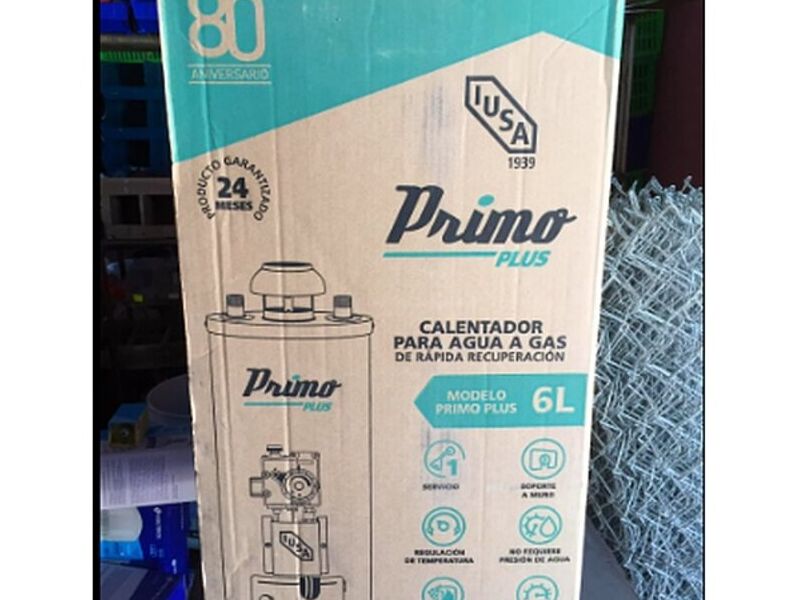 80
ANIVERSARIO
IUSA
1939
PRODUCTO GARANTIZADO
24
MESES
Primo
PLUS
CALENTADOR
PARA AGUA A GAS
DE RÁPIDA RECUPERACIÓN
Primo
PLUS
MODELO
PRIMO PLUS 6L
1
SERVICIO
SOPORTE
A MURO
IUSA
REGULACIÓN
DE TEMPERATURA
NO REQUIERE
PRESIÓN DE AGUA